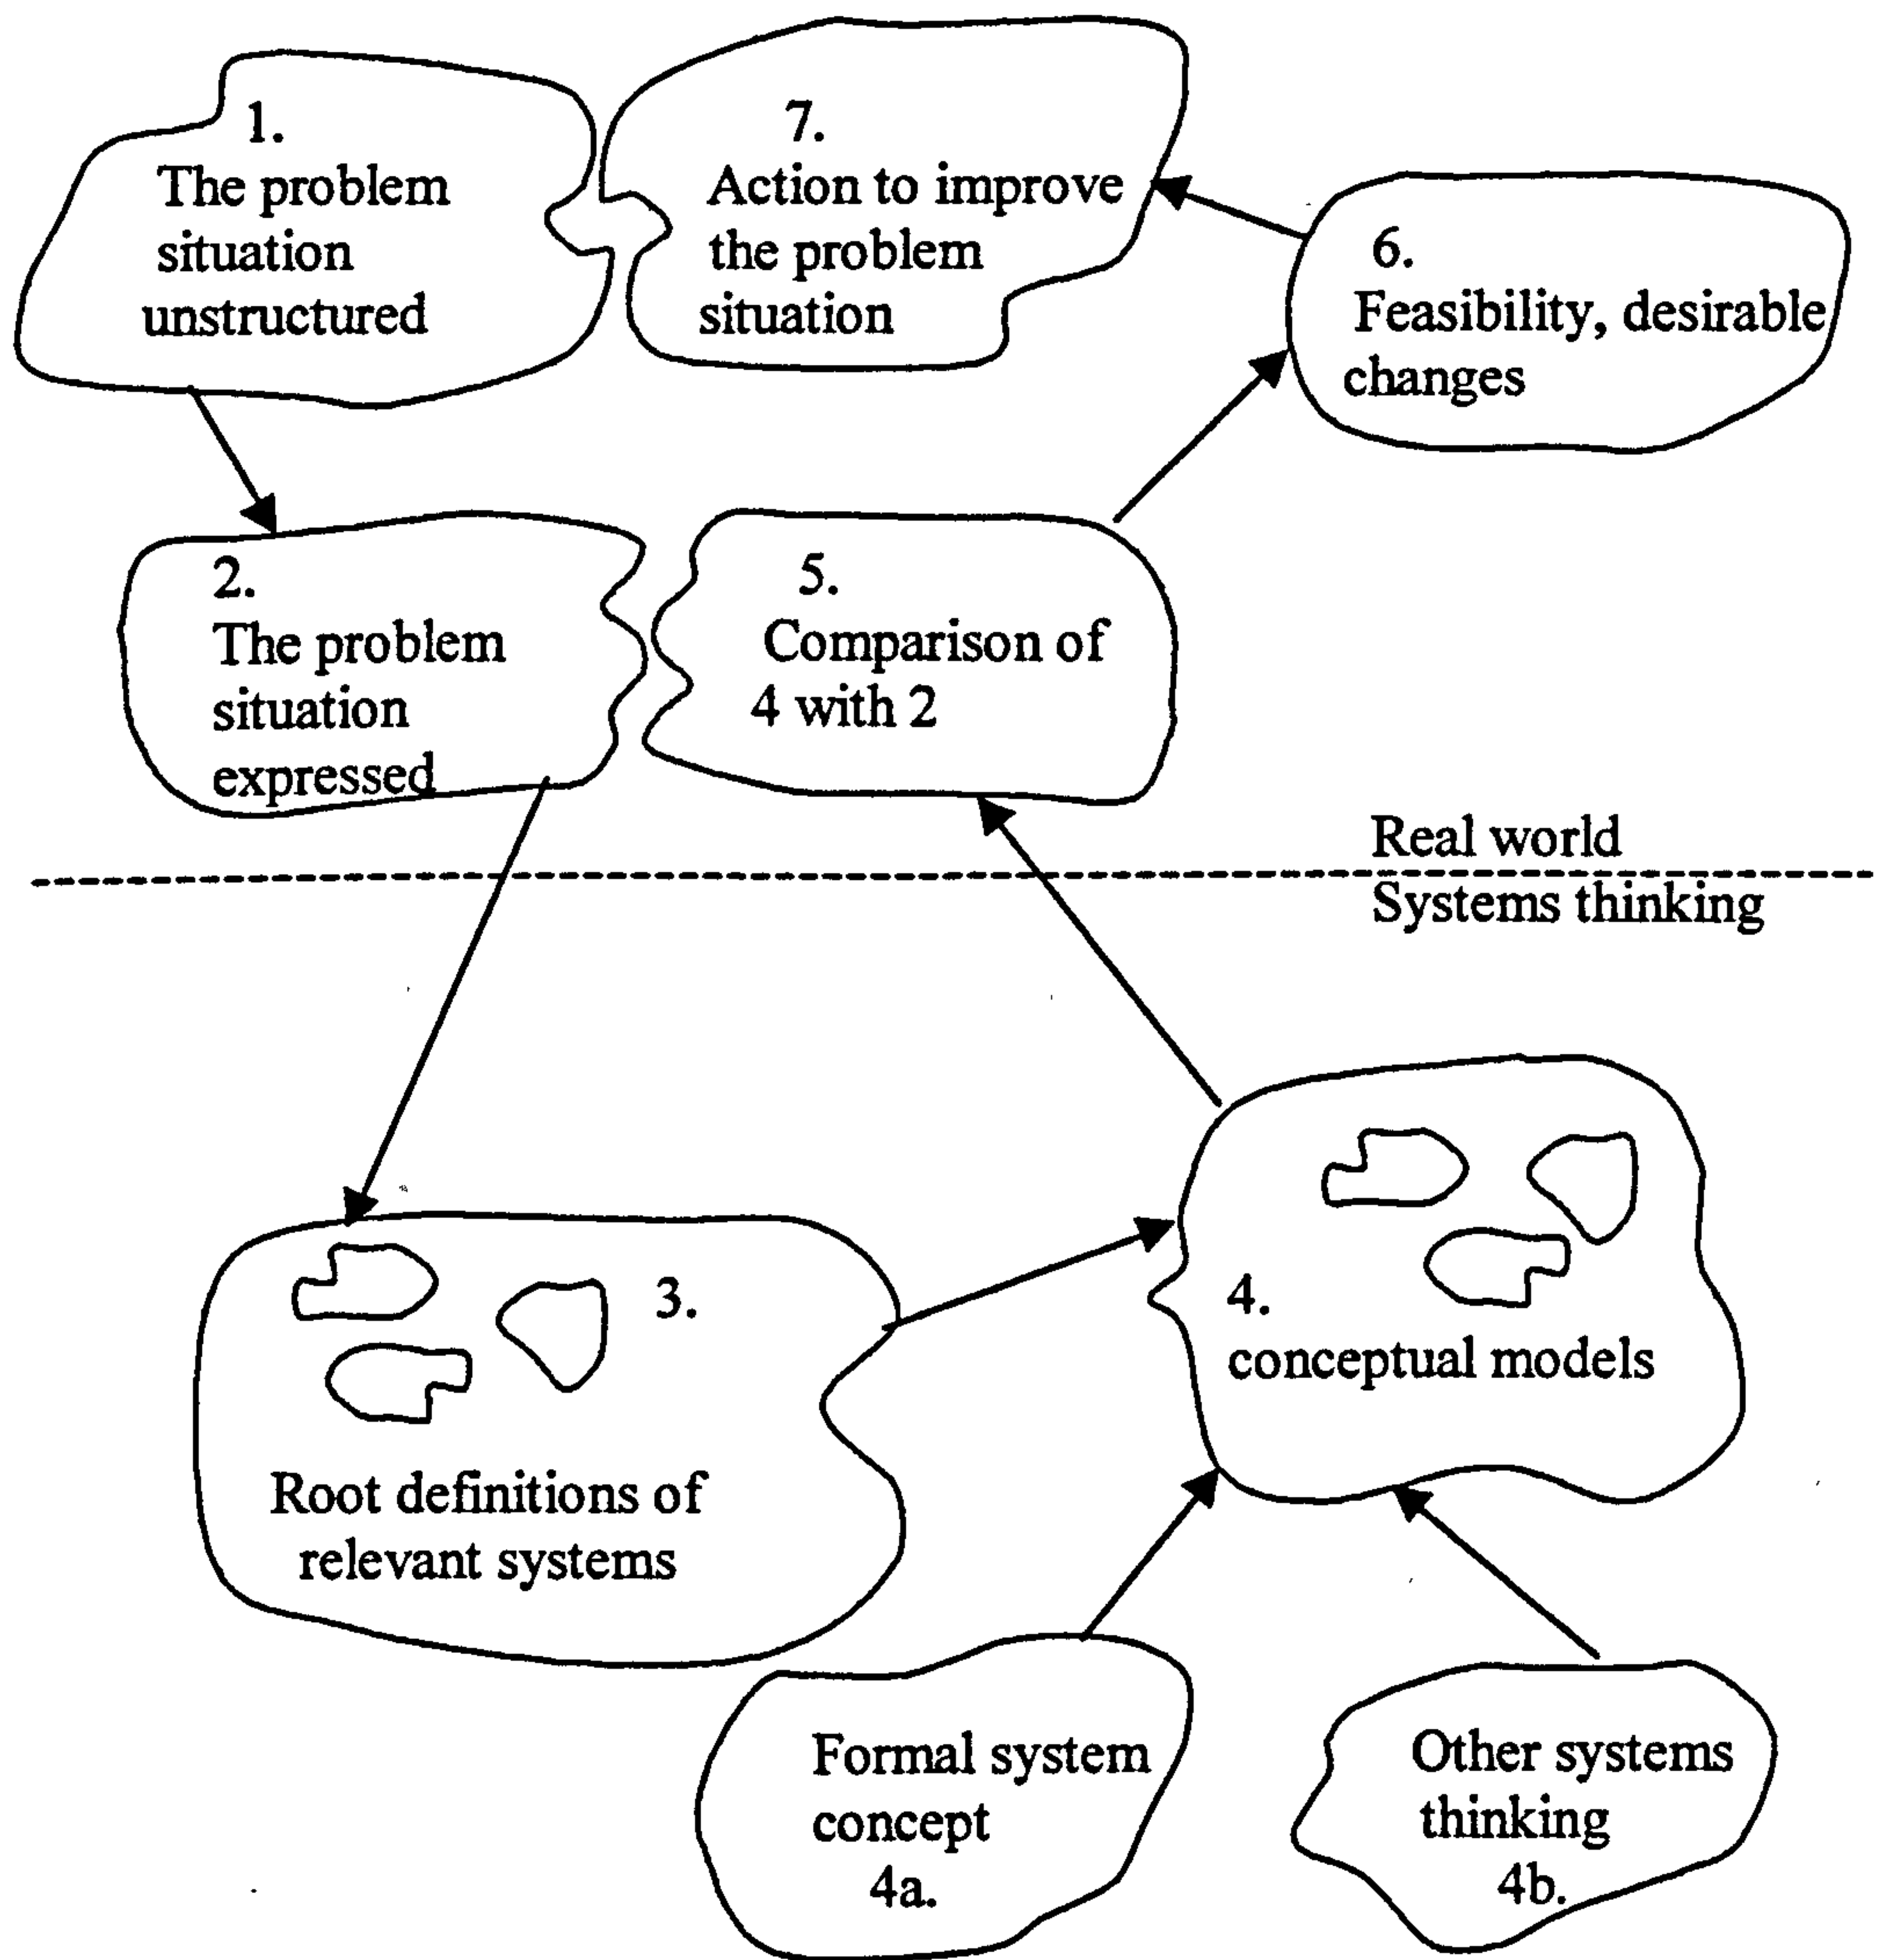 1.
The problem
situation
unstructured
7.
Action to improve
the problem
situation
6.
Feasibility, desirable
changes
2.
The problem
situation
expressed
5.
Comparison of
4 with 2
Real world
Systems thinking
3.
Root definitions of
relevant systems
4.
conceptual models
Formal system
concept
4a.
Other systems
thinking
4b.